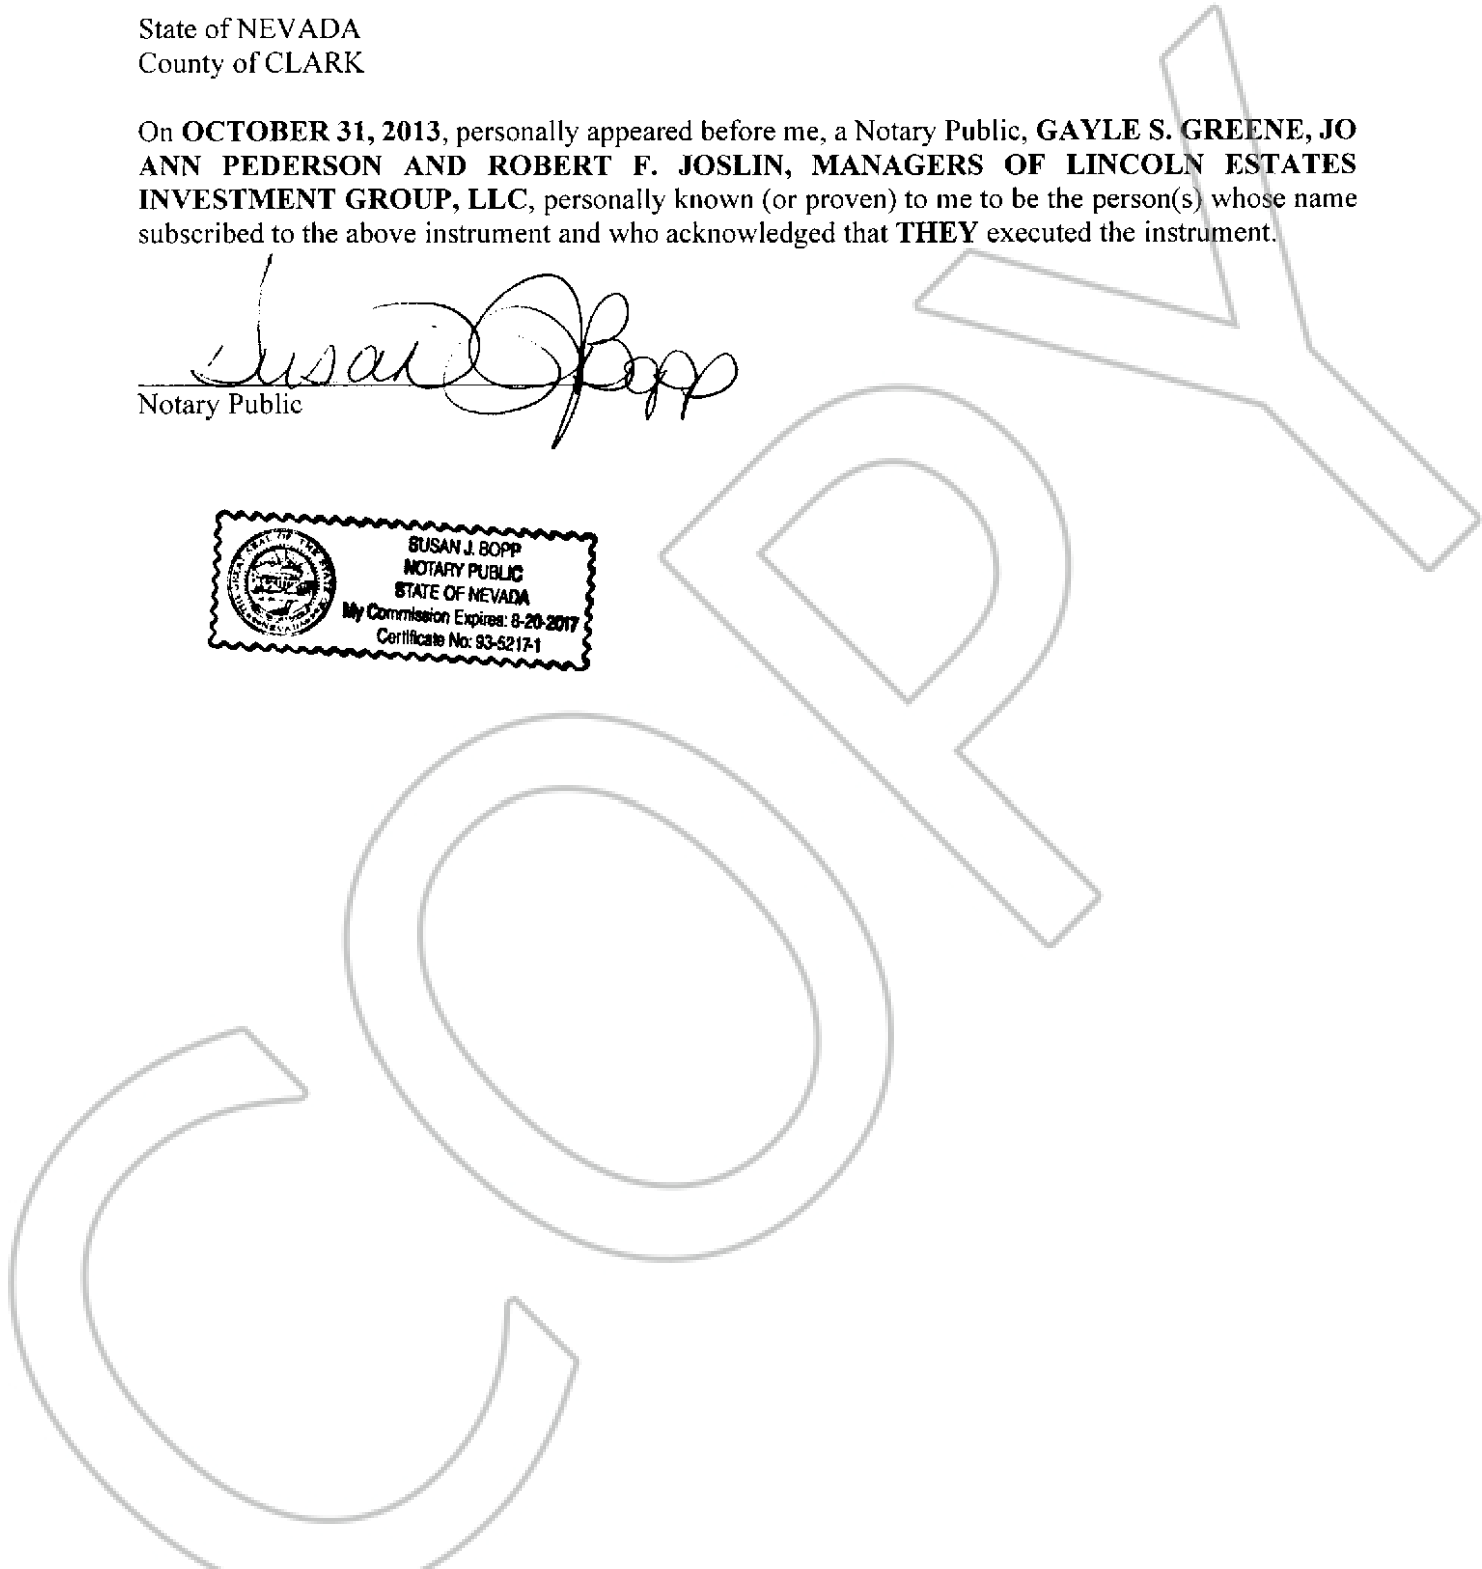 State of NEVADA
County of CLARK
On OCTOBER 31, 2013, personally appeared before me, a Notary Public, GAYLE S. GREENE, JO
ANN PEDERSON AND ROBERT F. JOSLIN, MANAGERS OF LINCOLN ESTATES
INVESTMENT GROUP, LLC, personally known (or proven) to me to be the person(s) whose name
subscribed to the above instrument and who acknowledged that THEY executed the instrument.
Susan J Bopp
Notary Public
SUSAN J. BOPP
NOTARY PUBLIC
STATE OF NEVADA
My Commission Expires: 8-20-2017
Certificate No: 93-5217-1
COPY